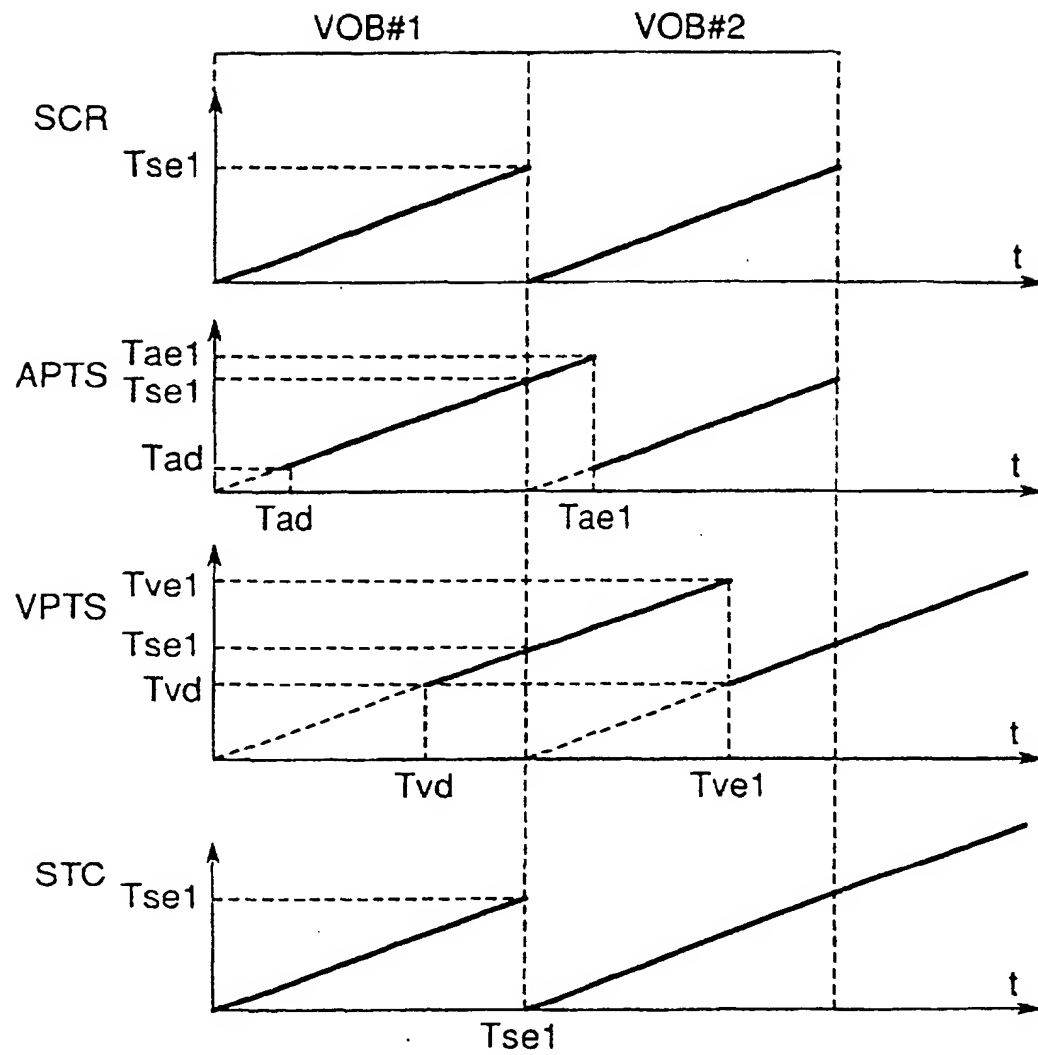 VOB#1 VOB#2
SCR
Tse1
t
Tae1
APTS
Tse1
Tad
t
Tad Tae1
Tve1
VPTS
Tse1
Tvd
t
Tvd Tve1
STC
Tse1
t
Tse1